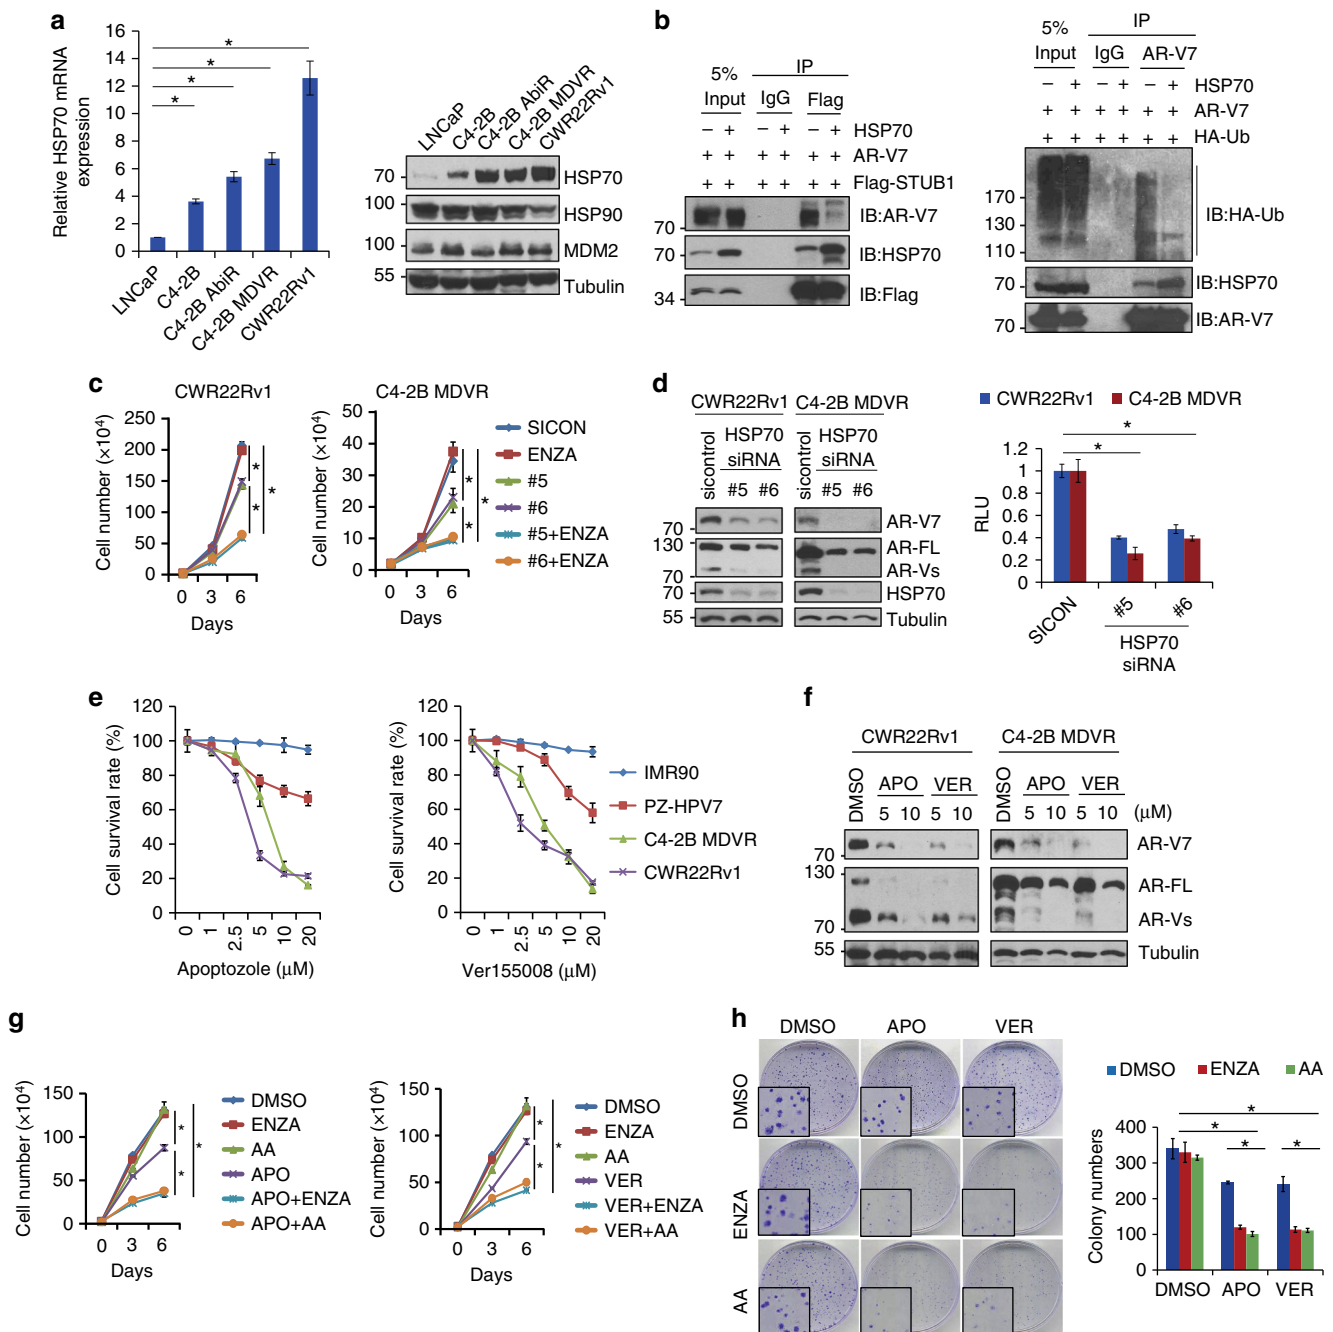 a
Relative HSP70 mRNA
expression
16
14
12
10
8
6
4
2
0
*
*
*
*
LNCaP
C4-2B
C4-2B AbiR
C4-2B MDVR
CWR22Rv1
LNCaP
C4-2B
C4-2B AbiR
C4-2B MDVR
CWR22Rv1
70
HSP70
100
HSP90
100
MDM2
55
Tubulin
b
5%
Input
IP
IgG
Flag
− + − + − + HSP70
+ + + + + + AR-V7
+ + + + + + Flag-STUB1
70
IB:AR-V7
70
IB:HSP70
34
IB:Flag
5%
Input
IP
IgG
AR-V7
− + − + − + HSP70
+ + + + + + AR-V7
+ + + + + + HA-Ub
170
130
110
IB:HA-Ub
70
IB:HSP70
70
IB:AR-V7
c
CWR22Rv1
Cell number (×10⁴)
250
200
150
100
50
0
*
*
*
0 3 6
Days
C4-2B MDVR
Cell number (×10⁴)
50
40
30
20
10
0
*
*
*
0 3 6
Days
SICON
ENZA
#5
#6
#5+ENZA
#6+ENZA
d
CWR22Rv1
C4-2B MDVR
sicontrol
HSP70
siRNA
#5 #6
sicontrol
HSP70
siRNA
#5 #6
70
AR-V7
130
AR-FL
70
AR-Vs
70
HSP70
55
Tubulin
CWR22Rv1
C4-2B MDVR
RLU
1.2
1
0.8
0.6
0.4
0.2
0
*
*
SICON
#5
#6
HSP70
siRNA
e
Cell survival rate (%)
120
100
80
60
40
20
0
0 1 2.5 5 10 20
Apoptozole (μM)
Cell survival rate (%)
120
100
80
60
40
20
0
0 1 2.5 5 10 20
Ver155008 (μM)
IMR90
PZ-HPV7
C4-2B MDVR
CWR22Rv1
f
CWR22Rv1
C4-2B MDVR
DMSO
APO
VER
5 10 5 10
DMSO
APO
VER
5 10 5 10 (μM)
70
AR-V7
130
AR-FL
70
AR-Vs
55
Tubulin
g
Cell number (×10⁴)
150
100
50
0
*
*
*
0 3 6
Days
DMSO
ENZA
AA
APO
APO+ENZA
APO+AA
Cell number (×10⁴)
150
100
50
0
*
*
*
0 3 6
Days
DMSO
ENZA
AA
VER
VER+ENZA
VER+AA
h
DMSO
APO
VER
DMSO
ENZA
AA
DMSO
ENZA
AA
Colony numbers
400
300
200
100
0
*
*
*
*
DMSO
APO
VER